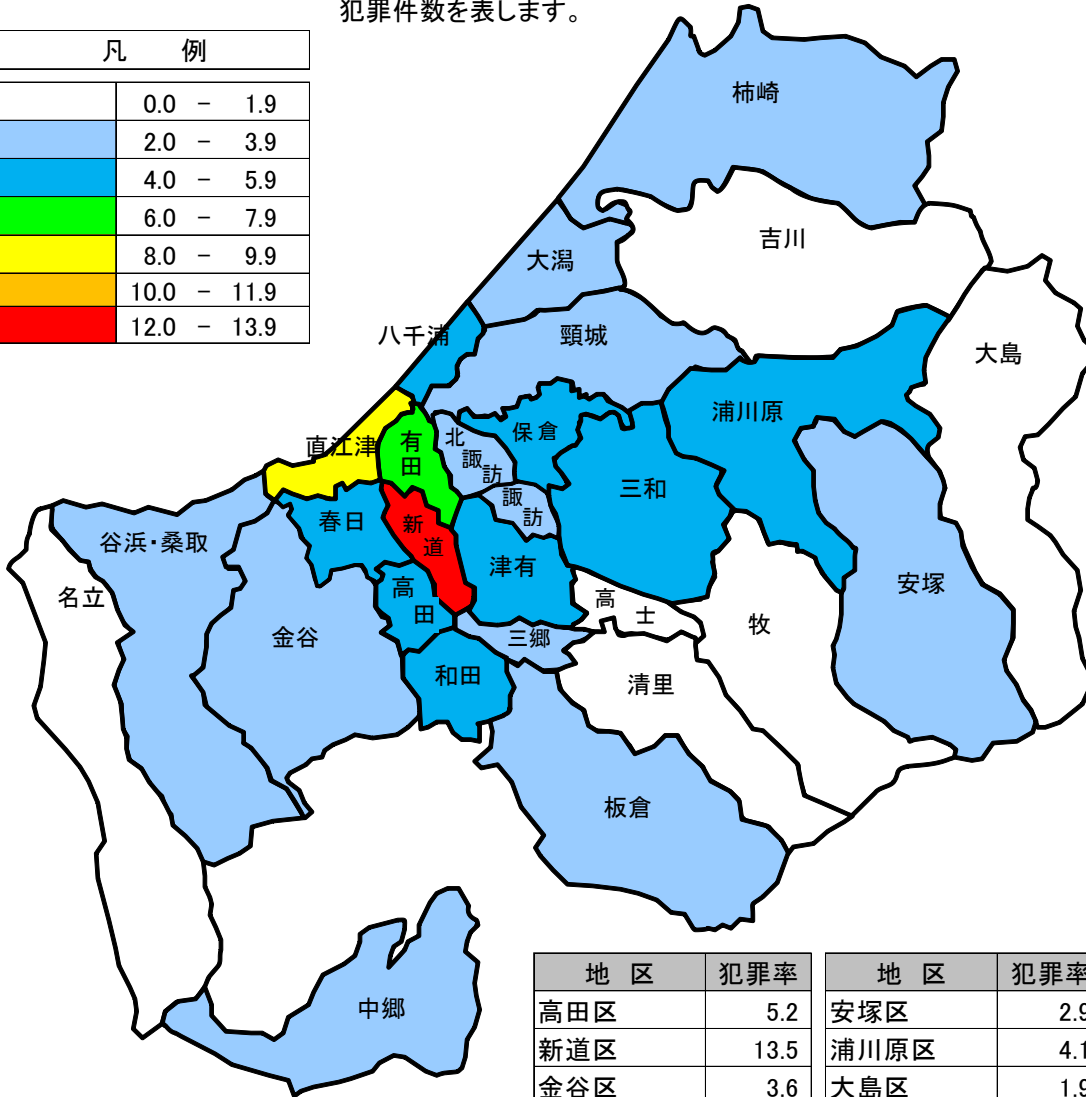 犯罪件数を表します。
凡 例
0.0 - 1.9
2.0 - 3.9
4.0 - 5.9
6.0 - 7.9
8.0 - 9.9
10.0 - 11.9
12.0 - 13.9
柿崎
吉川
大潟
八千浦
頸城
大島
浦川原
直江津
有田
北諏訪
保倉
三和
諏訪
春日
新道
谷浜・桑取
津有
名立
高田
高士
安塚
金谷
三郷
牧
和田
清里
板倉
中郷
地 区 犯罪率 地 区 犯罪率
高田区 5.2 安塚区 2.9
新道区 13.5 浦川原区 4.1
金谷区 3.6 大島区 1.9